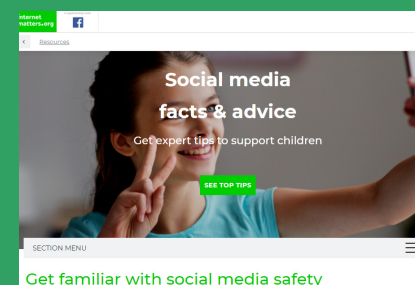 internet
matters.org
Resources
Social media
facts & advice
Get expert tips to support children
SEE TOP TIPS
SECTION MENU
Get familiar with social media safety